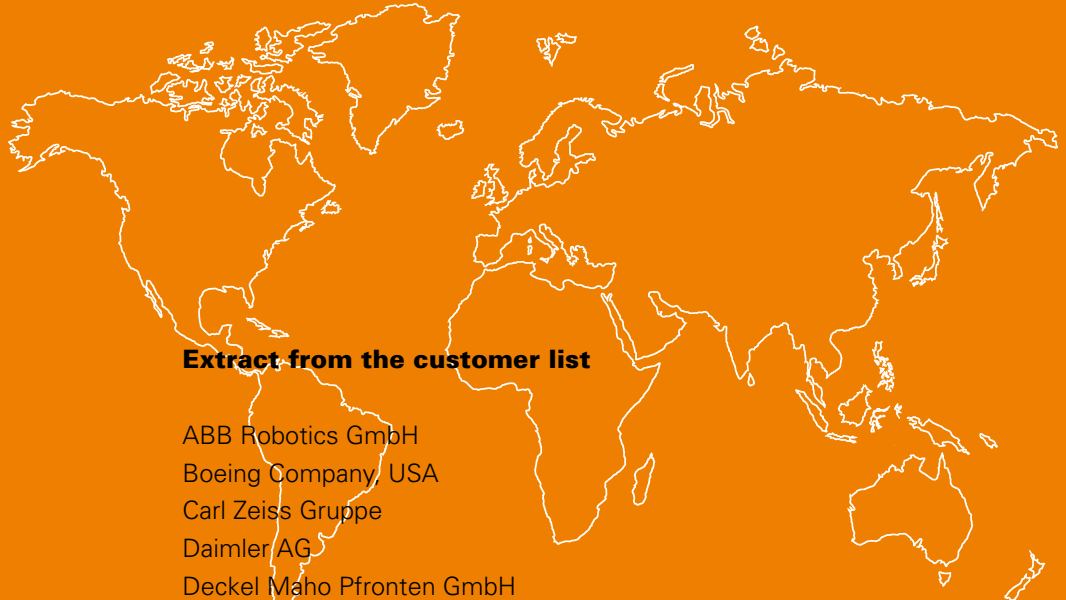 Extract from the customer list
ABB Robotics GmbH
Boeing Company, USA
Carl Zeiss Gruppe
Daimler AG
Deckel Maho Pfronten GmbH